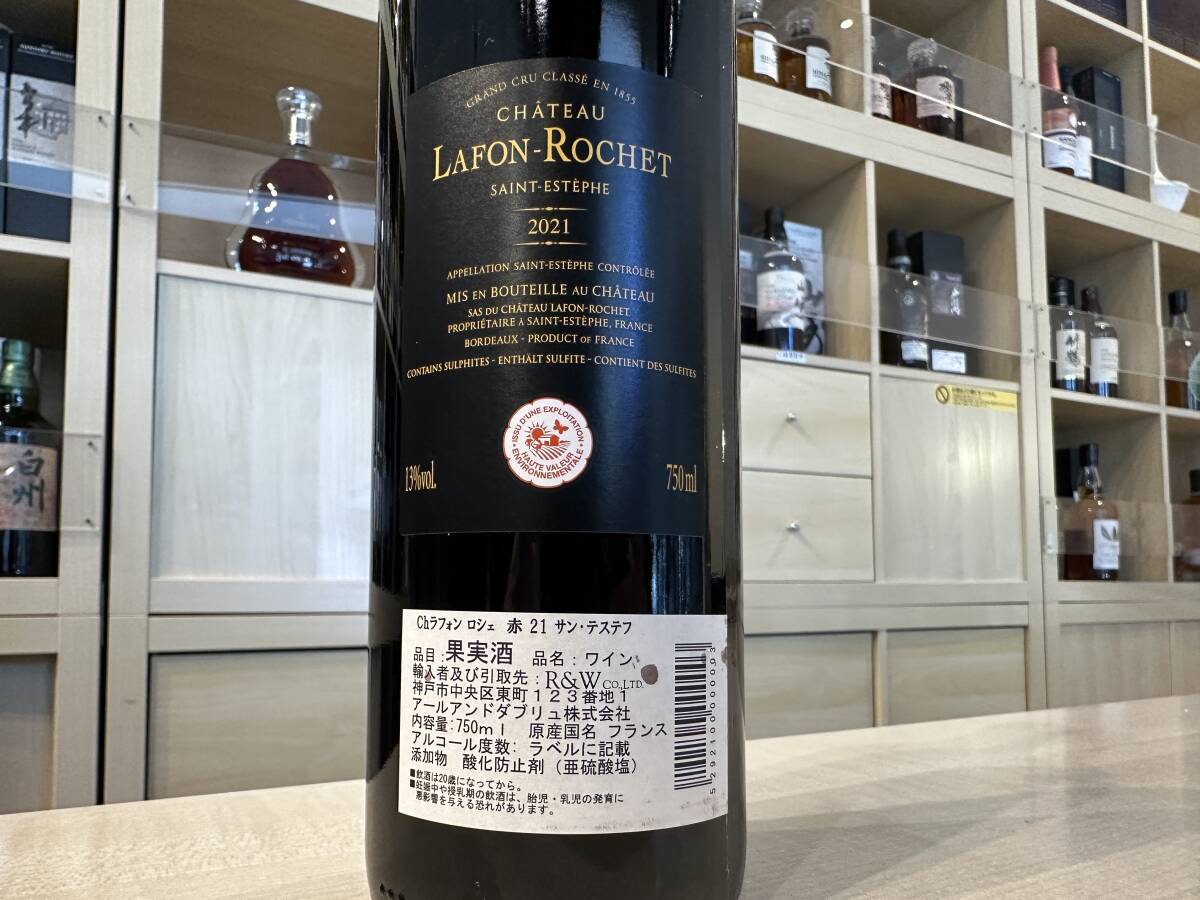 GRAND CRU CLASSÉ EN 1855
CHÂTEAU
LAFON-ROCHET
SAINT-ESTÈPHE
2021
APPELLATION SAINT-ESTÈPHE CONTRÔLÉE
MIS EN BOUTEILLE AU CHÂTEAU
SAS DU CHÂTEAU LAFON-ROCHET
PROPRIÉTAIRE À SAINT-ESTÈPHE, FRANCE
BORDEAUX - PRODUCT OF FRANCE
CONTAINS SULPHITES - ENTHÄLT SULFITE - CONTIENT DES SULFITES
ISSU D'UNE EXPLOITATION
HAUTE VALEUR
ENVIRONNEMENTALE
13%vol.
750 ml
Chラフォン ロシェ 赤 21 サン・テステフ
品目:果実酒 品名:ワイン
輸入者及び引取先:R&W CO.,LTD.
神戸市中央区東町123番地1
アールアンドダブリュ株式会社
内容量:750ml 原産国名 フランス
アルコール度数: ラベルに記載
添加物 酸化防止剤(亜硫酸塩)
■飲酒は20歳になってから。
■妊娠中や授乳期の飲酒は、胎児・乳児の発育に
悪影響を与える恐れがあります。
5292100000093
白州